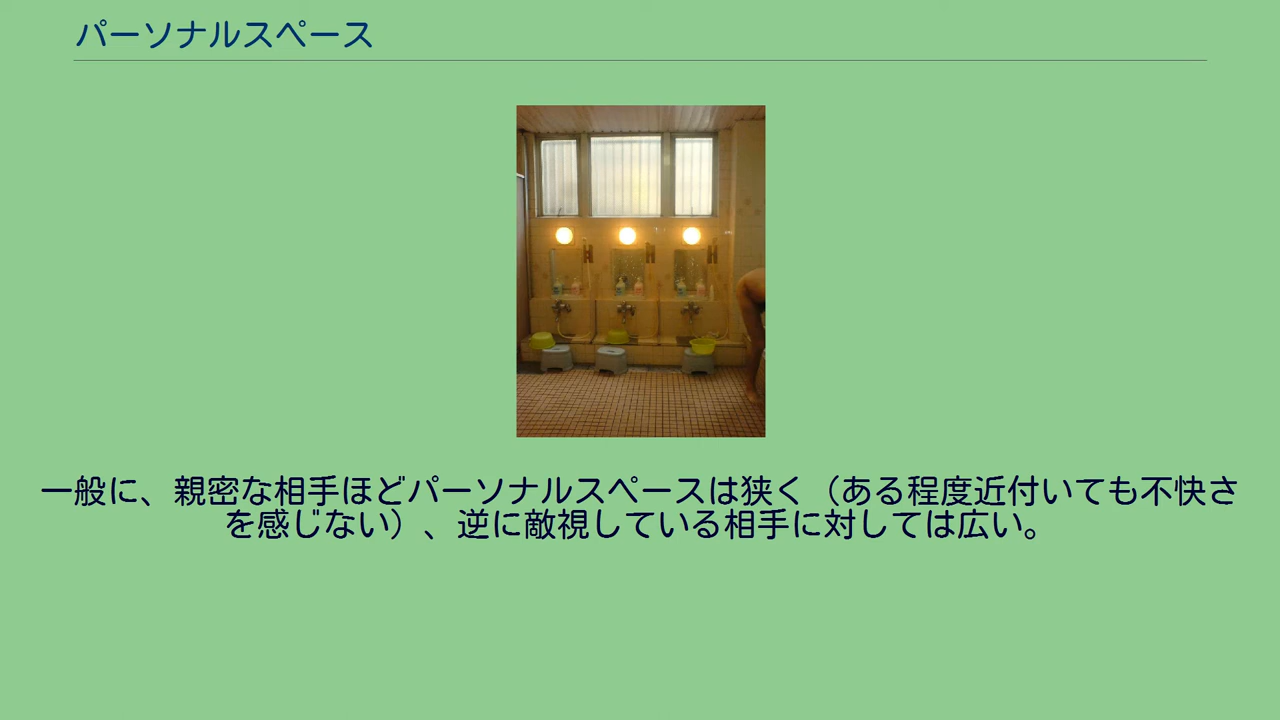 パーソナルスペース
一般に、親密な相手ほどパーソナルスペースは狭く（ある程度近付いても不快さ
を感じない）、逆に敵視している相手に対しては広い。